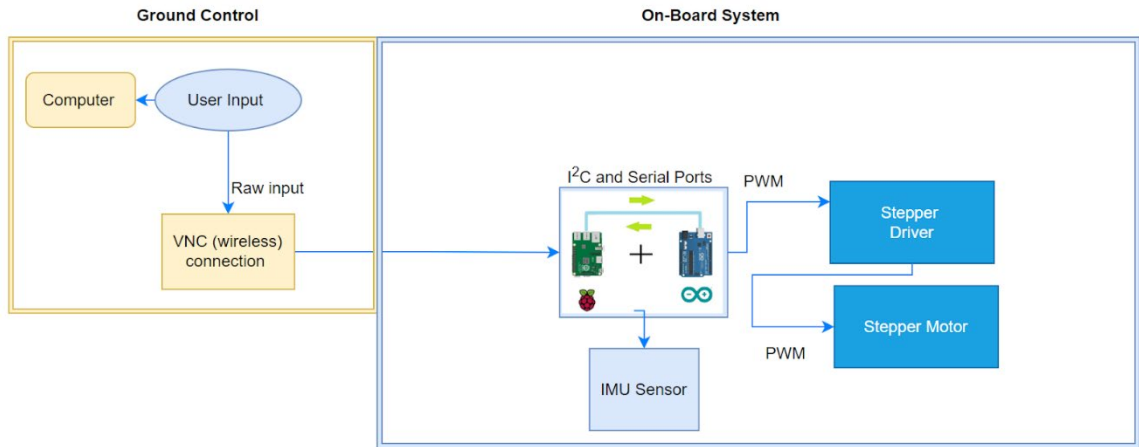 Ground Control
On-Board System
Computer
User Input
Raw input
VNC (wireless)
connection
I²C and Serial Ports
PWM
Stepper
Driver
Stepper Motor
PWM
IMU Sensor